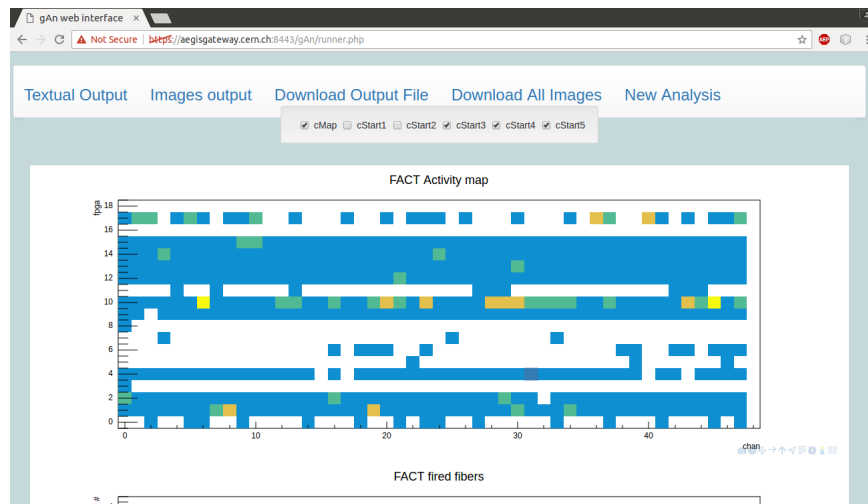 gAn web interface
Not Secure | https://aegisgateway.cern.ch:8443/gAn/runner.php
ABP
Textual Output Images output Download Output File Download All Images New Analysis
cMap cStart1 cStart2 cStart3 cStart4 cStart5
FACT Activity map
fpga
18
16
14
12
10
8
6
4
2
0
0 10 20 30 40
chan
FACT fired fibers
#